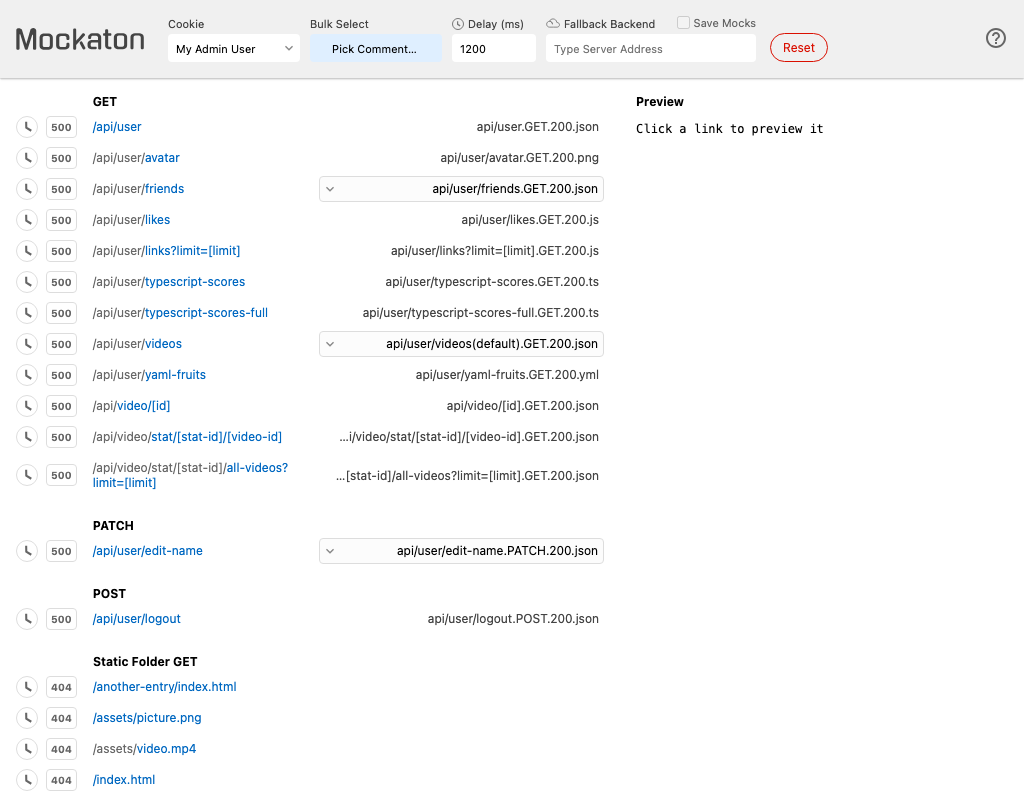 Mockaton
Cookie
My Admin User
Bulk Select
Pick Comment...
Delay (ms)
1200
Fallback Backend
Type Server Address
Save Mocks
Reset
?
GET
500 /api/user api/user.GET.200.json
500 /api/user/avatar api/user/avatar.GET.200.png
500 /api/user/friends api/user/friends.GET.200.json
500 /api/user/likes api/user/likes.GET.200.js
500 /api/user/links?limit=[limit] api/user/links?limit=[limit].GET.200.js
500 /api/user/typescript-scores api/user/typescript-scores.GET.200.ts
500 /api/user/typescript-scores-full api/user/typescript-scores-full.GET.200.ts
500 /api/user/videos api/user/videos(default).GET.200.json
500 /api/user/yaml-fruits api/user/yaml-fruits.GET.200.yml
500 /api/video/[id] api/video/[id].GET.200.json
500 /api/video/stat/[stat-id]/[video-id] ...i/video/stat/[stat-id]/[video-id].GET.200.json
500 /api/video/stat/[stat-id]/all-videos?
limit=[limit] ...[stat-id]/all-videos?limit=[limit].GET.200.json
PATCH
500 /api/user/edit-name api/user/edit-name.PATCH.200.json
POST
500 /api/user/logout api/user/logout.POST.200.json
Static Folder GET
404 /another-entry/index.html
404 /assets/picture.png
404 /assets/video.mp4
404 /index.html
Preview
Click a link to preview it